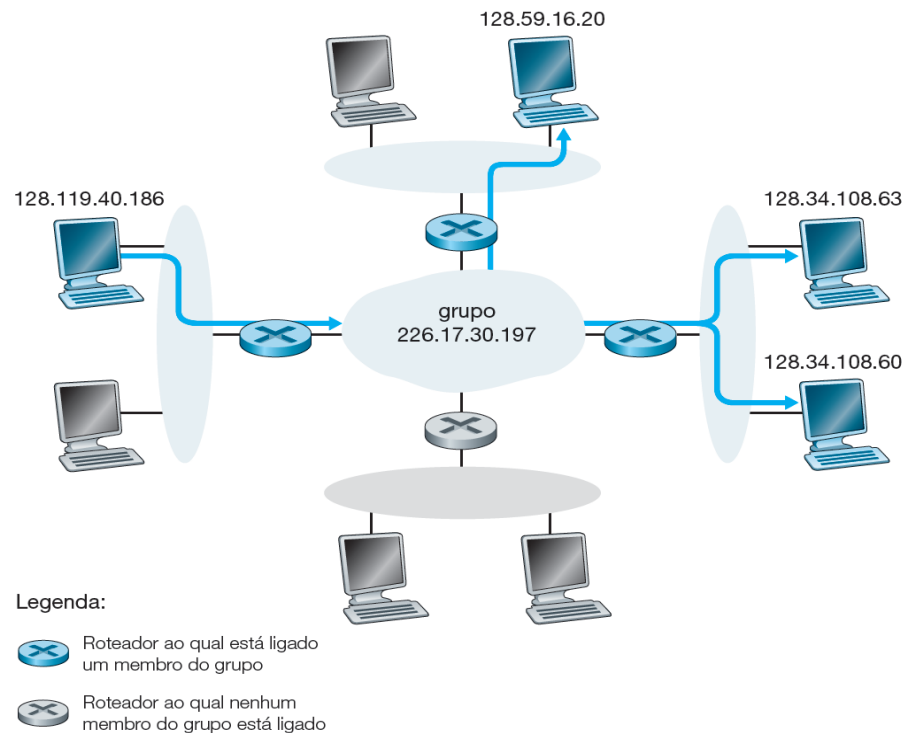 128.59.16.20
128.119.40.186
128.34.108.63
grupo
226.17.30.197
128.34.108.60
Legenda:
Roteador ao qual está ligado
um membro do grupo
Roteador ao qual nenhum
membro do grupo está ligado